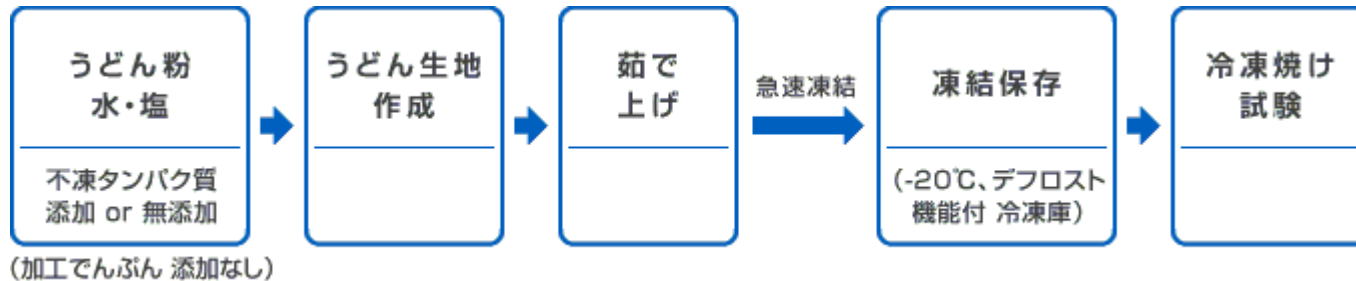 うどん粉
水・塩
不凍タンパク質
添加 or 無添加
(加工でんぷん 添加なし)
うどん生地
作成
茹で
上げ
急速凍結
凍結保存
(-20℃、デフロスト
機能付 冷凍庫)
冷凍焼け
試験